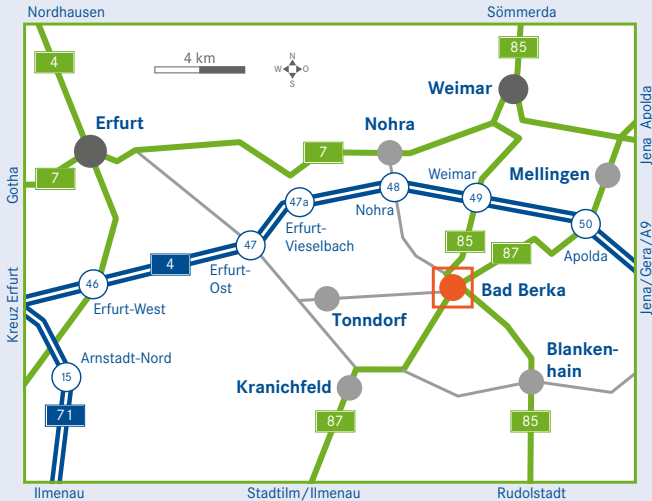 Nordhausen
Sömmerda
85
4
4 km
N
W O
S
Weimar
Erfurt
Nohra
7
Jena Apolda
7
Gotha
Weimar
Mellingen
48
49
47a
Nohra
50
85
Erfurt-
Vieselbach
47
87
Apolda
4
Erfurt-
Ost
Jena/Gera/A9
46
Erfurt-West
Bad Berka
Kreuz Erfurt
Tonndorf
Arnstadt-Nord
15
Blanken-
hain
Kranichfeld
71
87
85
Ilmenau
Stadtilm/Ilmenau
Rudolstadt